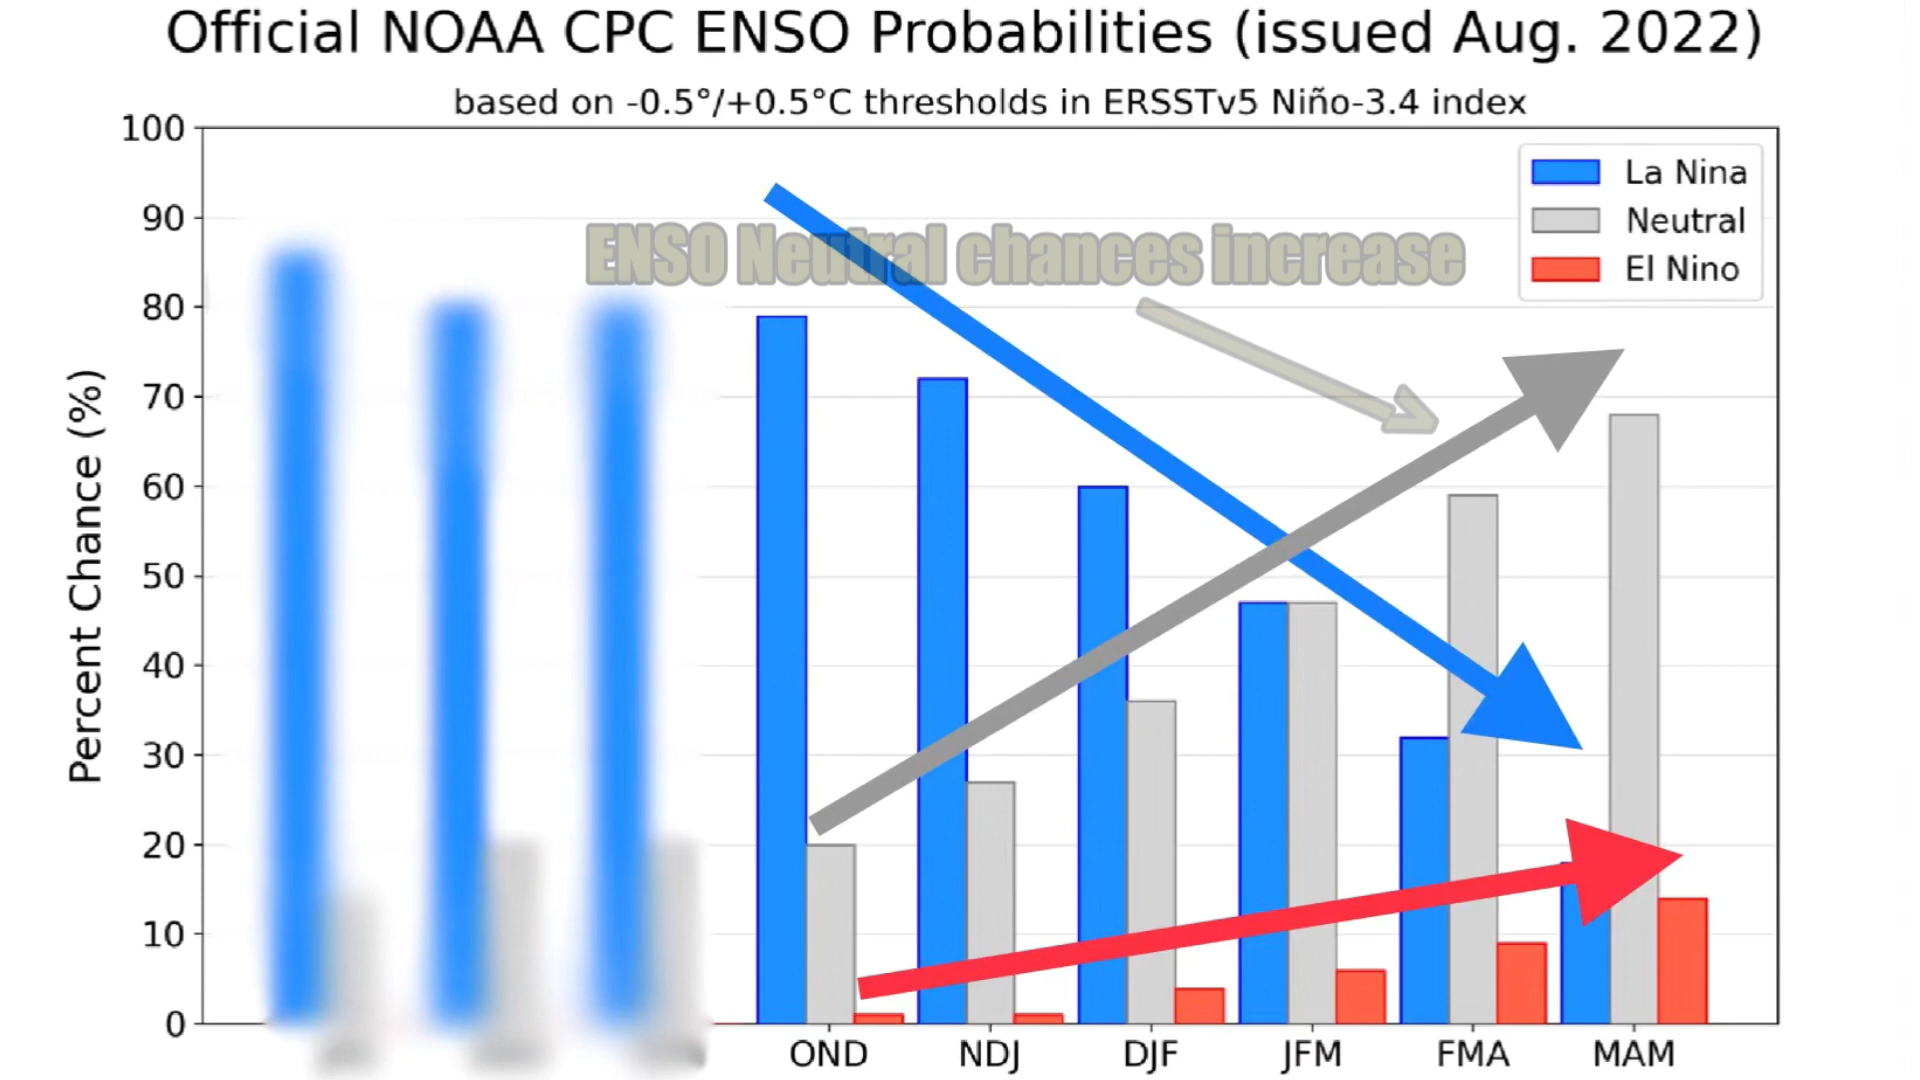 Official NOAA CPC ENSO Probabilities (issued Aug. 2022)
based on -0.5°/+0.5°C thresholds in ERSSTv5 Niño-3.4 index
La Nina
Neutral
El Nino
ENSO Neutral chances increase
Percent Chance (%)
100
90
80
70
60
50
40
30
20
10
0
OND NDJ DJF JFM FMA MAM